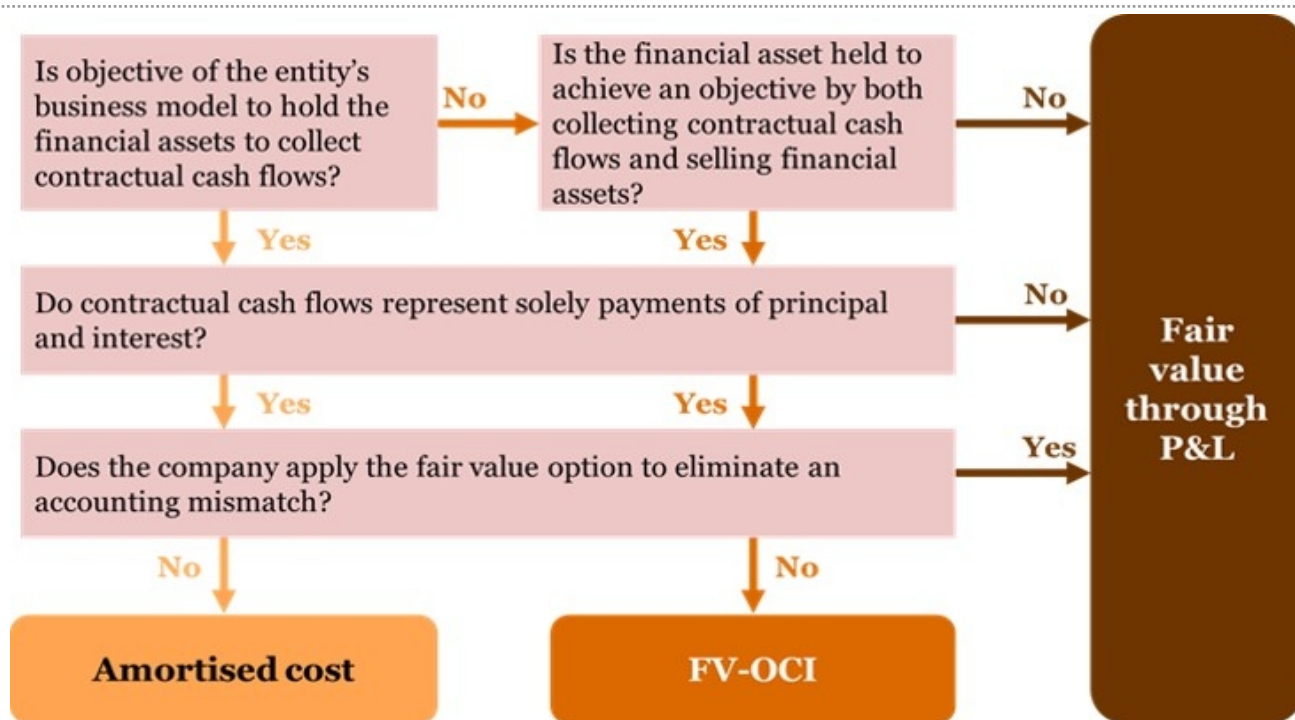 Is objective of the entity's
business model to hold the
financial assets to collect
contractual cash flows?
No
Is the financial asset held to
achieve an objective by both
collecting contractual cash
flows and selling financial
assets?
No
Yes
Yes
Do contractual cash flows represent solely payments of principal
and interest?
No
Yes
Yes
Does the company apply the fair value option to eliminate an
accounting mismatch?
Yes
No
No
Amortised cost
FV-OCI
Fair
value
through
P&L